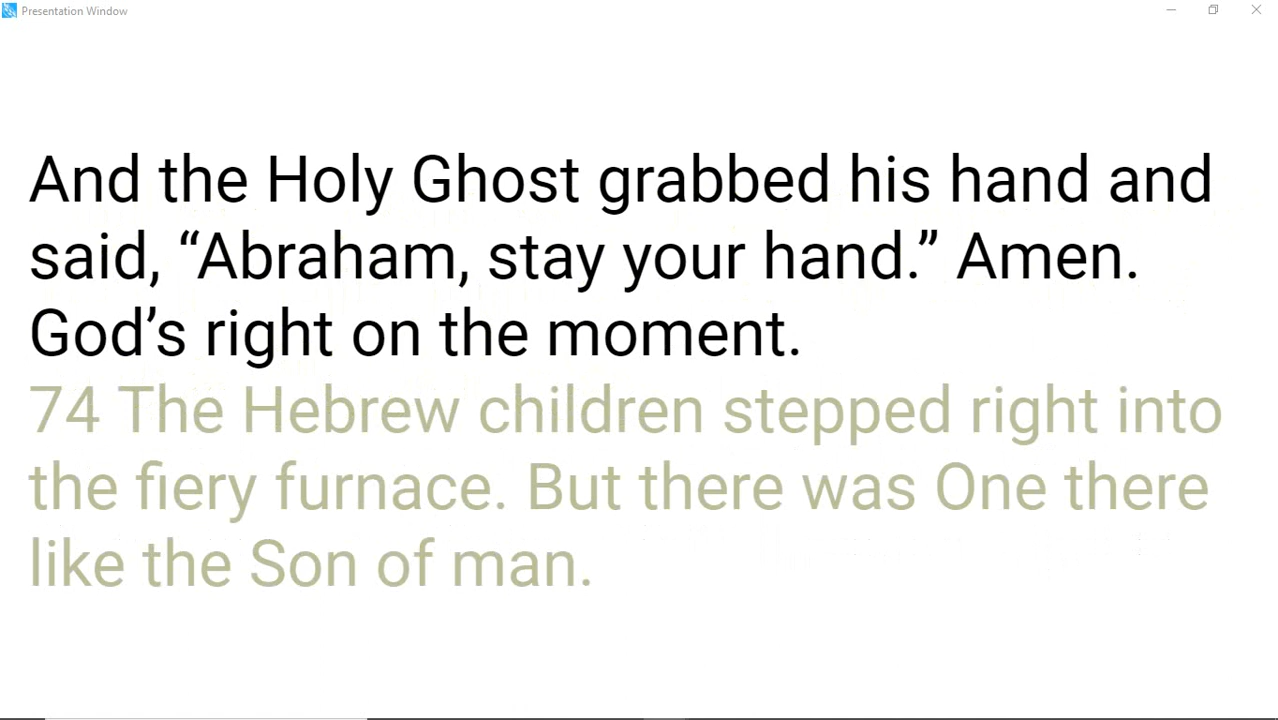 Presentation Window
And the Holy Ghost grabbed his hand and
said, “Abraham, stay your hand.” Amen.
God’s right on the moment.
74 The Hebrew children stepped right into
the fiery furnace. But there was One there
like the Son of man.